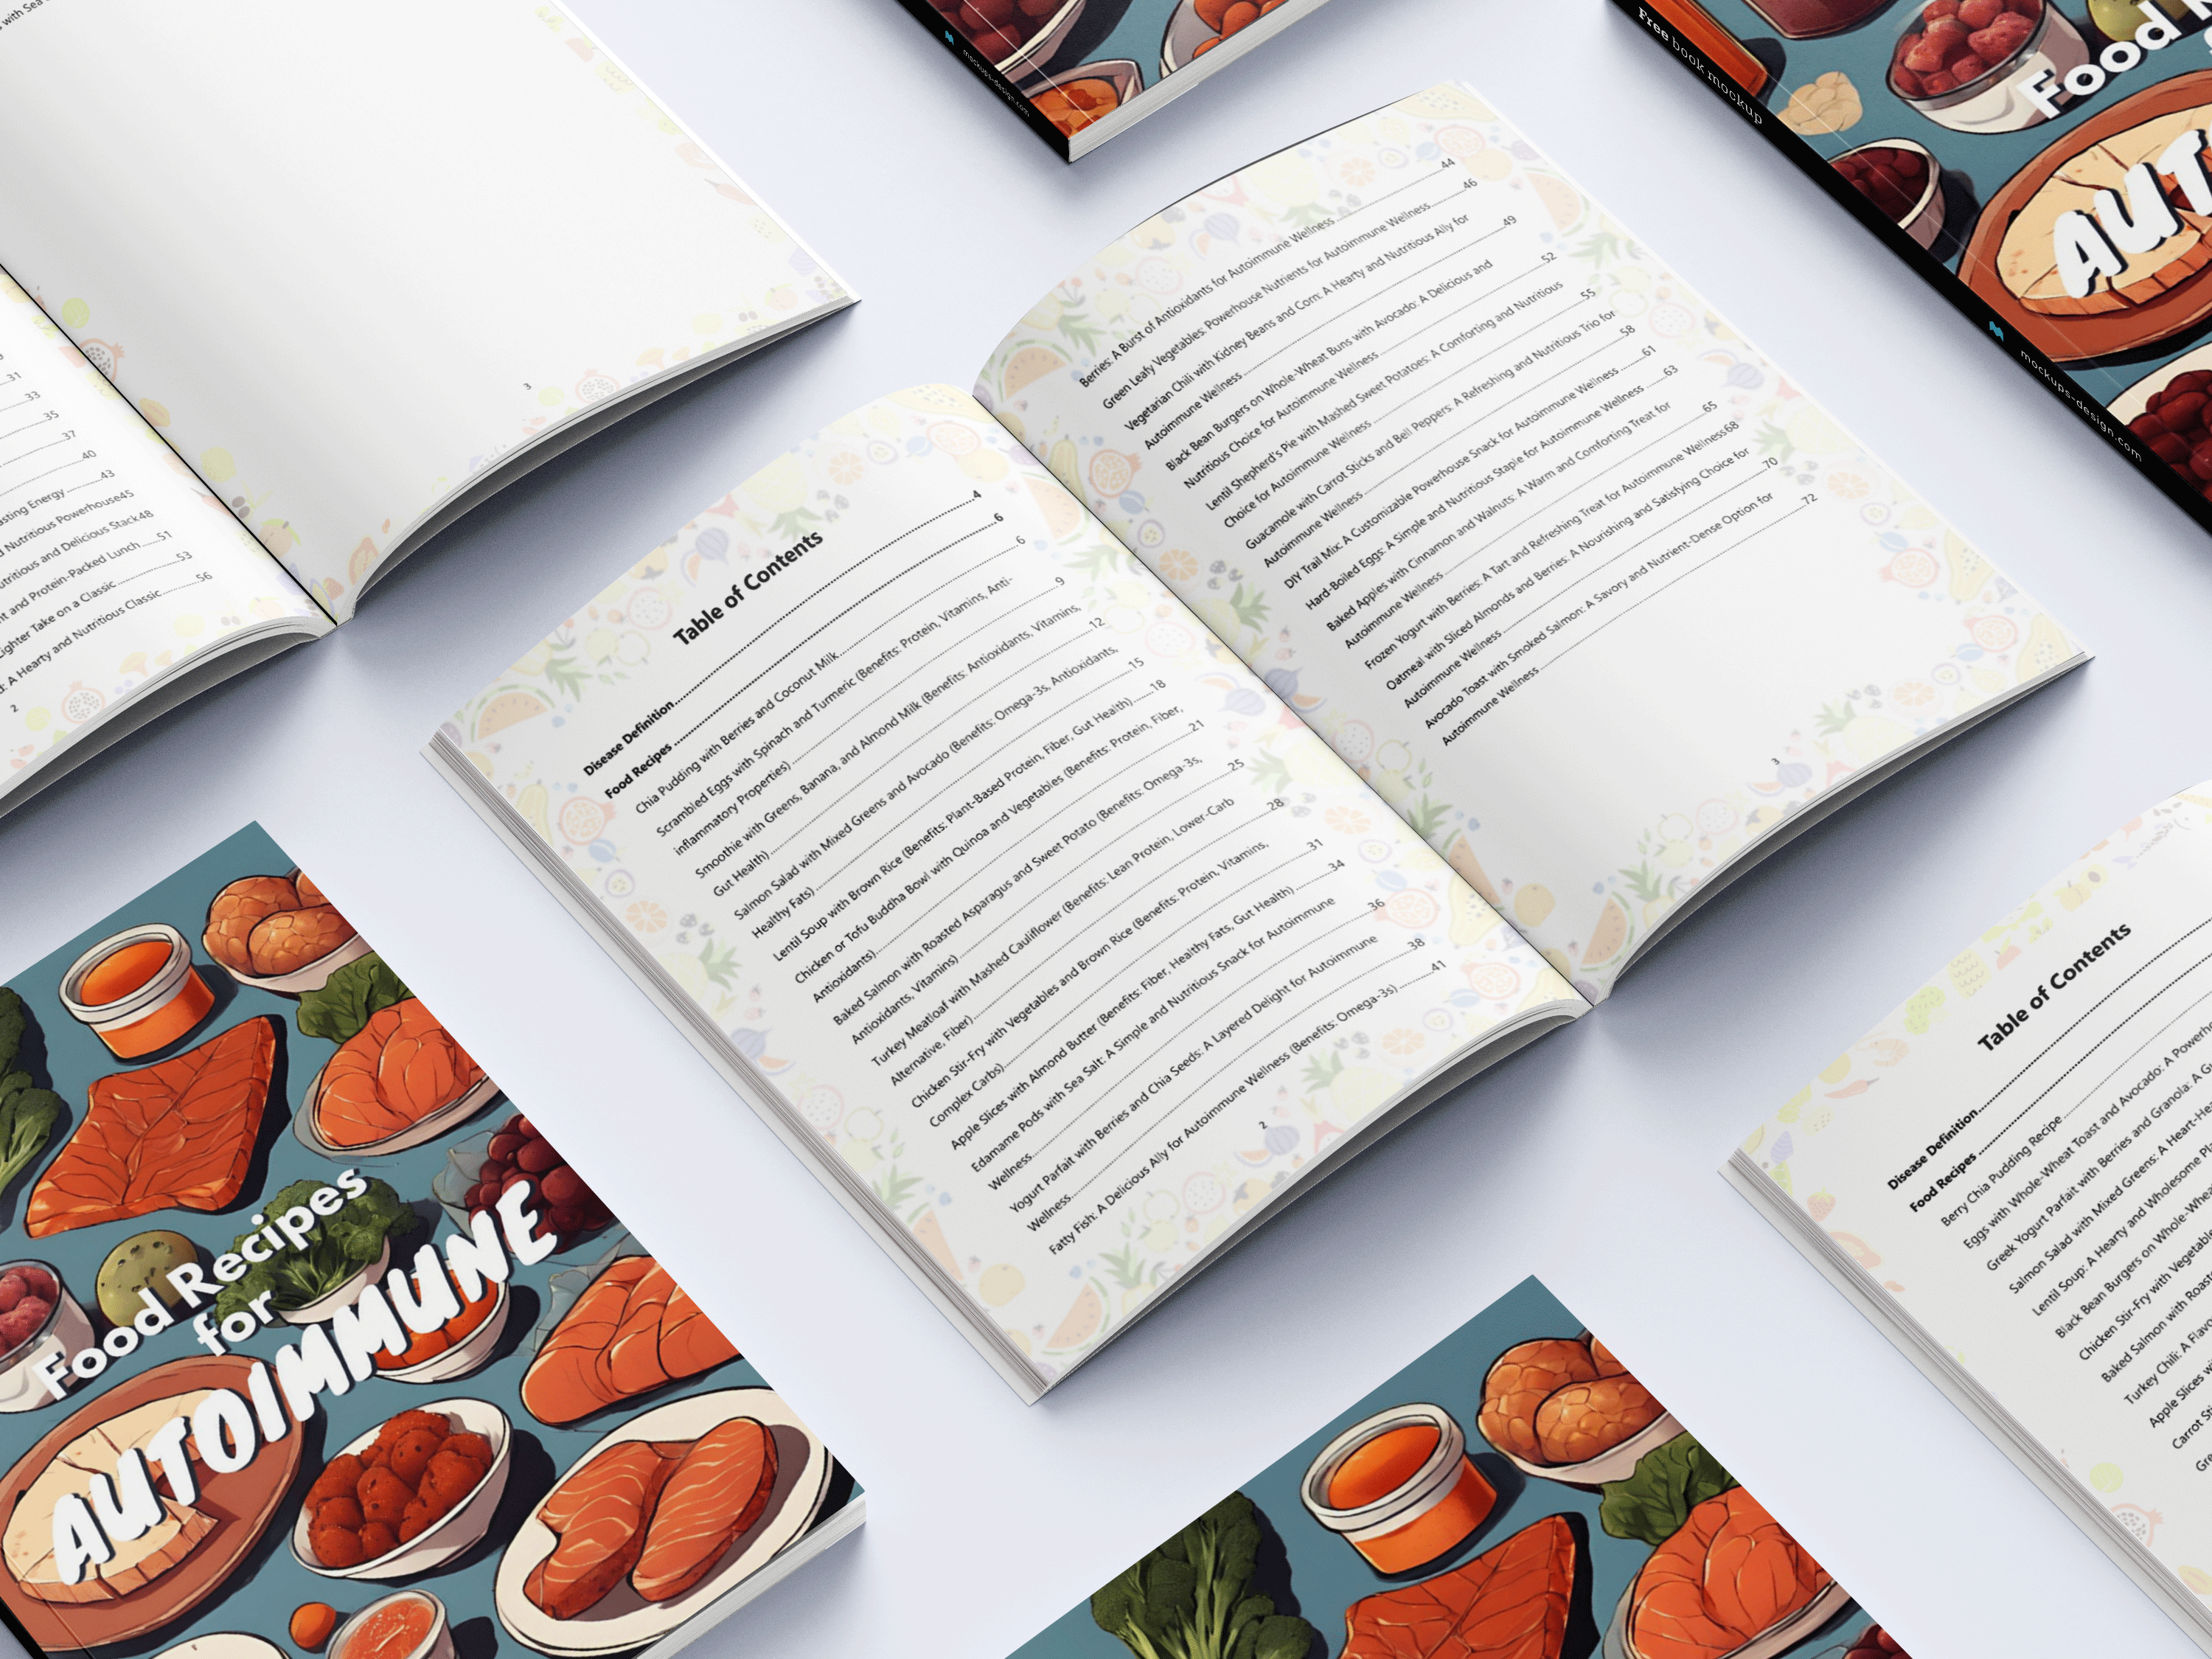 with Sea
31
33
35
37
40
asting Energy......43
d Nutritious Powerhouse45
utritious and Delicious Stack48
nt and Protein-Packed Lunch......51
ighter Take on a Classic......53
d: A Hearty and Nutritious Classic......56
2
3
mockups-design.com
Free book mockup
Food
AUT
mockups-design.com
Table of Contents
Disease Definition......4
Food Recipes......6
Chia Pudding with Berries and Coconut Milk......6
Scrambled Eggs with Spinach and Turmeric (Benefits: Protein, Vitamins, Anti-
inflammatory Properties)......9
Smoothie with Greens, Banana, and Almond Milk (Benefits: Antioxidants, Vitamins,
Gut Health)......12
Salmon Salad with Mixed Greens and Avocado (Benefits: Omega-3s, Antioxidants,
Healthy Fats)......15
Lentil Soup with Brown Rice (Benefits: Plant-Based Protein, Fiber, Gut Health)......18
Chicken or Tofu Buddha Bowl with Quinoa and Vegetables (Benefits: Protein, Fiber,
Antioxidants)......21
Baked Salmon with Roasted Asparagus and Sweet Potato (Benefits: Omega-3s,
Antioxidants, Vitamins)......25
Turkey Meatloaf with Mashed Cauliflower (Benefits: Lean Protein, Lower-Carb
Alternative, Fiber)......28
Chicken Stir-Fry with Vegetables and Brown Rice (Benefits: Protein, Vitamins,
Complex Carbs)......31
Apple Slices with Almond Butter (Benefits: Fiber, Healthy Fats, Gut Health)......34
Edamame Pods with Sea Salt: A Simple and Nutritious Snack for Autoimmune
Wellness......36
Yogurt Parfait with Berries and Chia Seeds: A Layered Delight for Autoimmune
Wellness......38
Fatty Fish: A Delicious Ally for Autoimmune Wellness (Benefits: Omega-3s)......41
2
Berries: A Burst of Antioxidants for Autoimmune Wellness......44
Green Leafy Vegetables: Powerhouse Nutrients for Autoimmune Wellness......46
Vegetarian Chili with Kidney Beans and Corn: A Hearty and Nutritious Ally for
Autoimmune Wellness......49
Black Bean Burgers on Whole-Wheat Buns with Avocado: A Delicious and
Nutritious Choice for Autoimmune Wellness......52
Lentil Shepherd's Pie with Mashed Sweet Potatoes: A Comforting and Nutritious
Choice for Autoimmune Wellness......55
Guacamole with Carrot Sticks and Bell Peppers: A Refreshing and Nutritious Trio for
Autoimmune Wellness......58
DIY Trail Mix: A Customizable Powerhouse Snack for Autoimmune Wellness......61
Hard-Boiled Eggs: A Simple and Nutritious Staple for Autoimmune Wellness......63
Baked Apples with Cinnamon and Walnuts: A Warm and Comforting Treat for
Autoimmune Wellness......65
Frozen Yogurt with Berries: A Tart and Refreshing Treat for Autoimmune Wellness68
Oatmeal with Sliced Almonds and Berries: A Nourishing and Satisfying Choice for
Autoimmune Wellness......70
Avocado Toast with Smoked Salmon: A Savory and Nutrient-Dense Option for
Autoimmune Wellness......72
3
Food Recipes
for
AUTOIMMUNE
Table of Contents
Disease Definition
Food Recipes
Berry Chia Pudding Recipe
Eggs with Whole-Wheat Toast and Avocado: A Powerh
Greek Yogurt Parfait with Berries and Granola: A G
Salmon Salad with Mixed Greens: A Heart-Hea
Lentil Soup: A Hearty and Wholesome Pl
Black Bean Burgers on Whole-Whea
Chicken Stir-Fry with Vegetabl
Baked Salmon with Roas
Turkey Chili: A Flavo
Apple Slices w
Carrot Sti
Gre